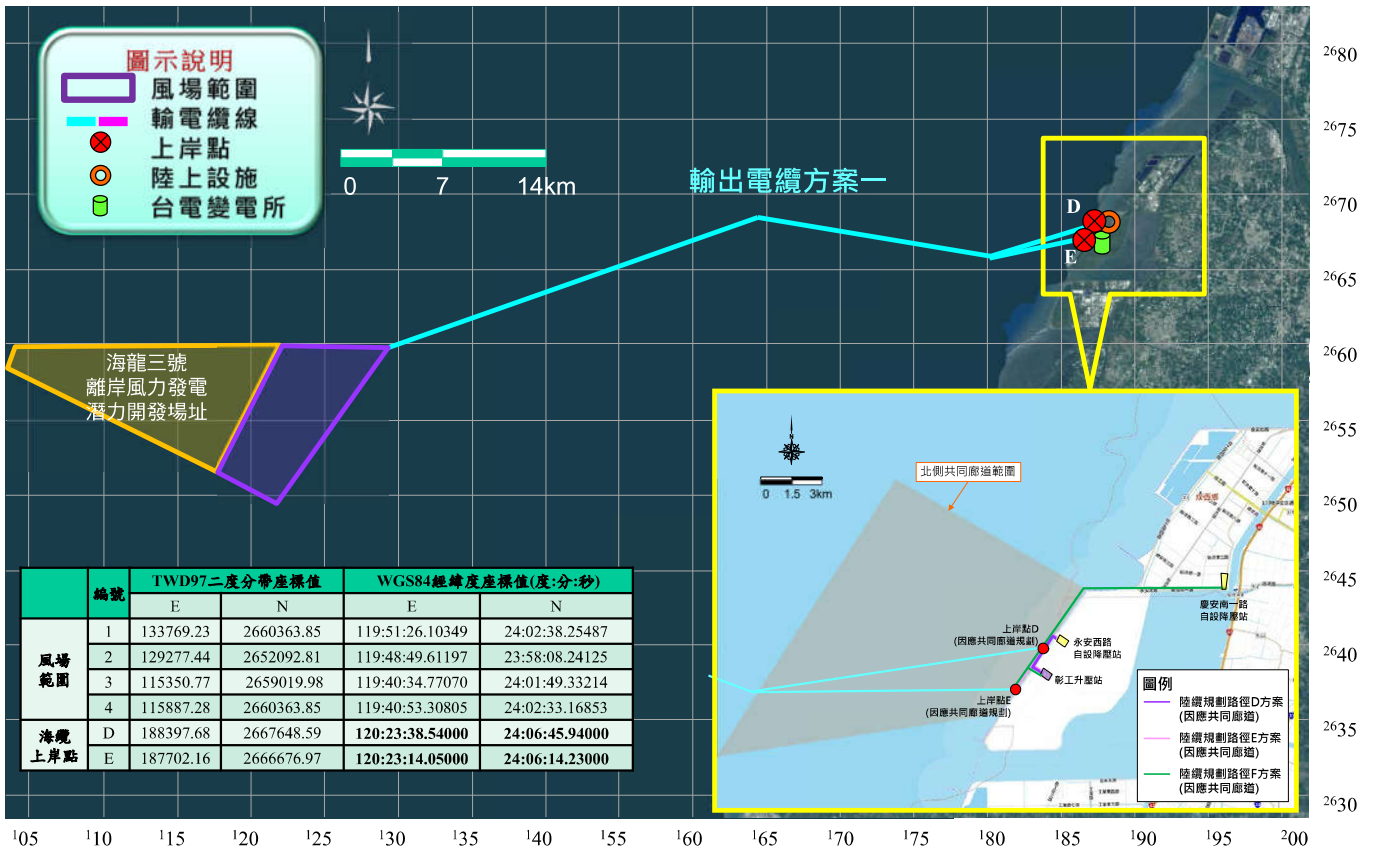 圖示說明
風場範圍
輸電纜線
上岸點
陸上設施
台電變電所
0 7 14km
輸出電纜方案一
D
E
海龍三號
離岸風力發電
潛力開發場址
2680
2675
2670
2665
2660
2655
2650
2645
2640
2635
2630
N
0 1.5 3km
北側共同廊道範圍
上岸點D
(因應共同廊道規劃)
永安西路
自設降壓站
彰工升壓站
上岸點E
(因應共同廊道規劃)
慶安南一路
自設降壓站
圖例
陸纜規劃路徑D方案
(因應共同廊道)
陸纜規劃路徑E方案
(因應共同廊道)
陸纜規劃路徑F方案
(因應共同廊道)
編號 TWD97二度分帶座標值 WGS84經緯度座標值(度:分:秒)
E N E N
風場
範圍
1 133769.23 2660363.85 119:51:26.10349 24:02:38.25487
2 129277.44 2652092.81 119:48:49.61197 23:58:08.24125
3 115350.77 2659019.98 119:40:34.77070 24:01:49.33214
4 115887.28 2660363.85 119:40:53.30805 24:02:33.16853
海纜
上岸點
D 188397.68 2667648.59 120:23:38.54000 24:06:45.94000
E 187702.16 2666676.97 120:23:14.05000 24:06:14.23000
105 110 115 120 125 130 135 140 155 160 165 170 175 180 185 190 195 200